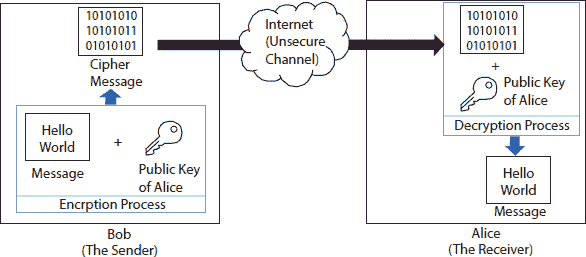 10101010
10101011
01010101
Cipher
Message
Hello
World
Message
+
Public Key
of Alice
Encrption Process
Bob
(The Sender)
Internet
(Unsecure
Channel)
10101010
10101011
01010101
+
Public Key
of Alice
Decryption Process
Hello
World
Message
Alice
(The Receiver)